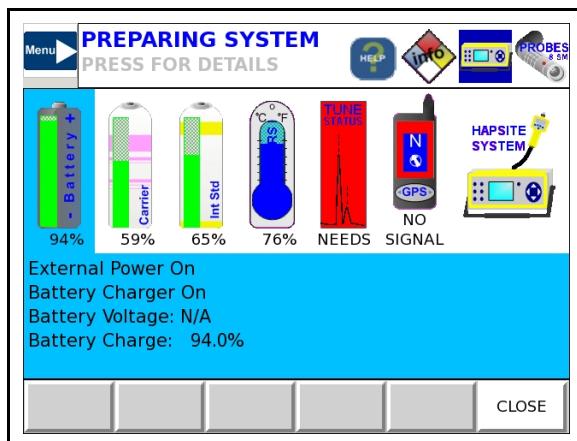 Menu
PREPARING SYSTEM
PRESS FOR DETAILS
HELP
info
PROBES
& SM
- Battery +
Carrier
Int Std
°C °F
RS
TUNE
STATUS
N
GPS
HAPSITE
SYSTEM
94%
59%
65%
76%
NEEDS
NO
SIGNAL
External Power On
Battery Charger On
Battery Voltage: N/A
Battery Charge: 94.0%
CLOSE